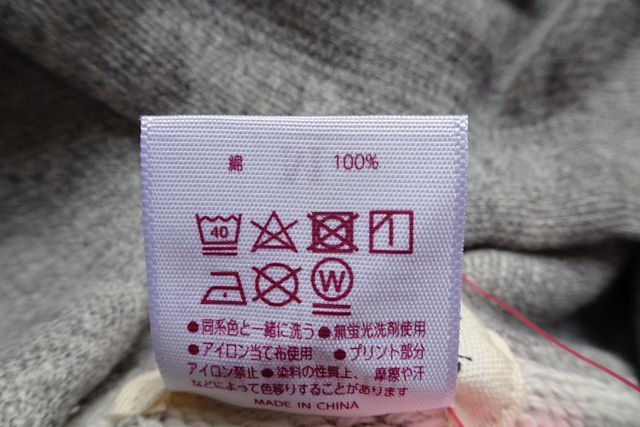 綿 100%
40
W
●同系色と一緒に洗う●無蛍光洗剤使用
●アイロン当て布使用 ●プリント部分
アイロン禁止●染料の性質上、摩擦や汗
などによって色移りすることがあります
MADE IN CHINA